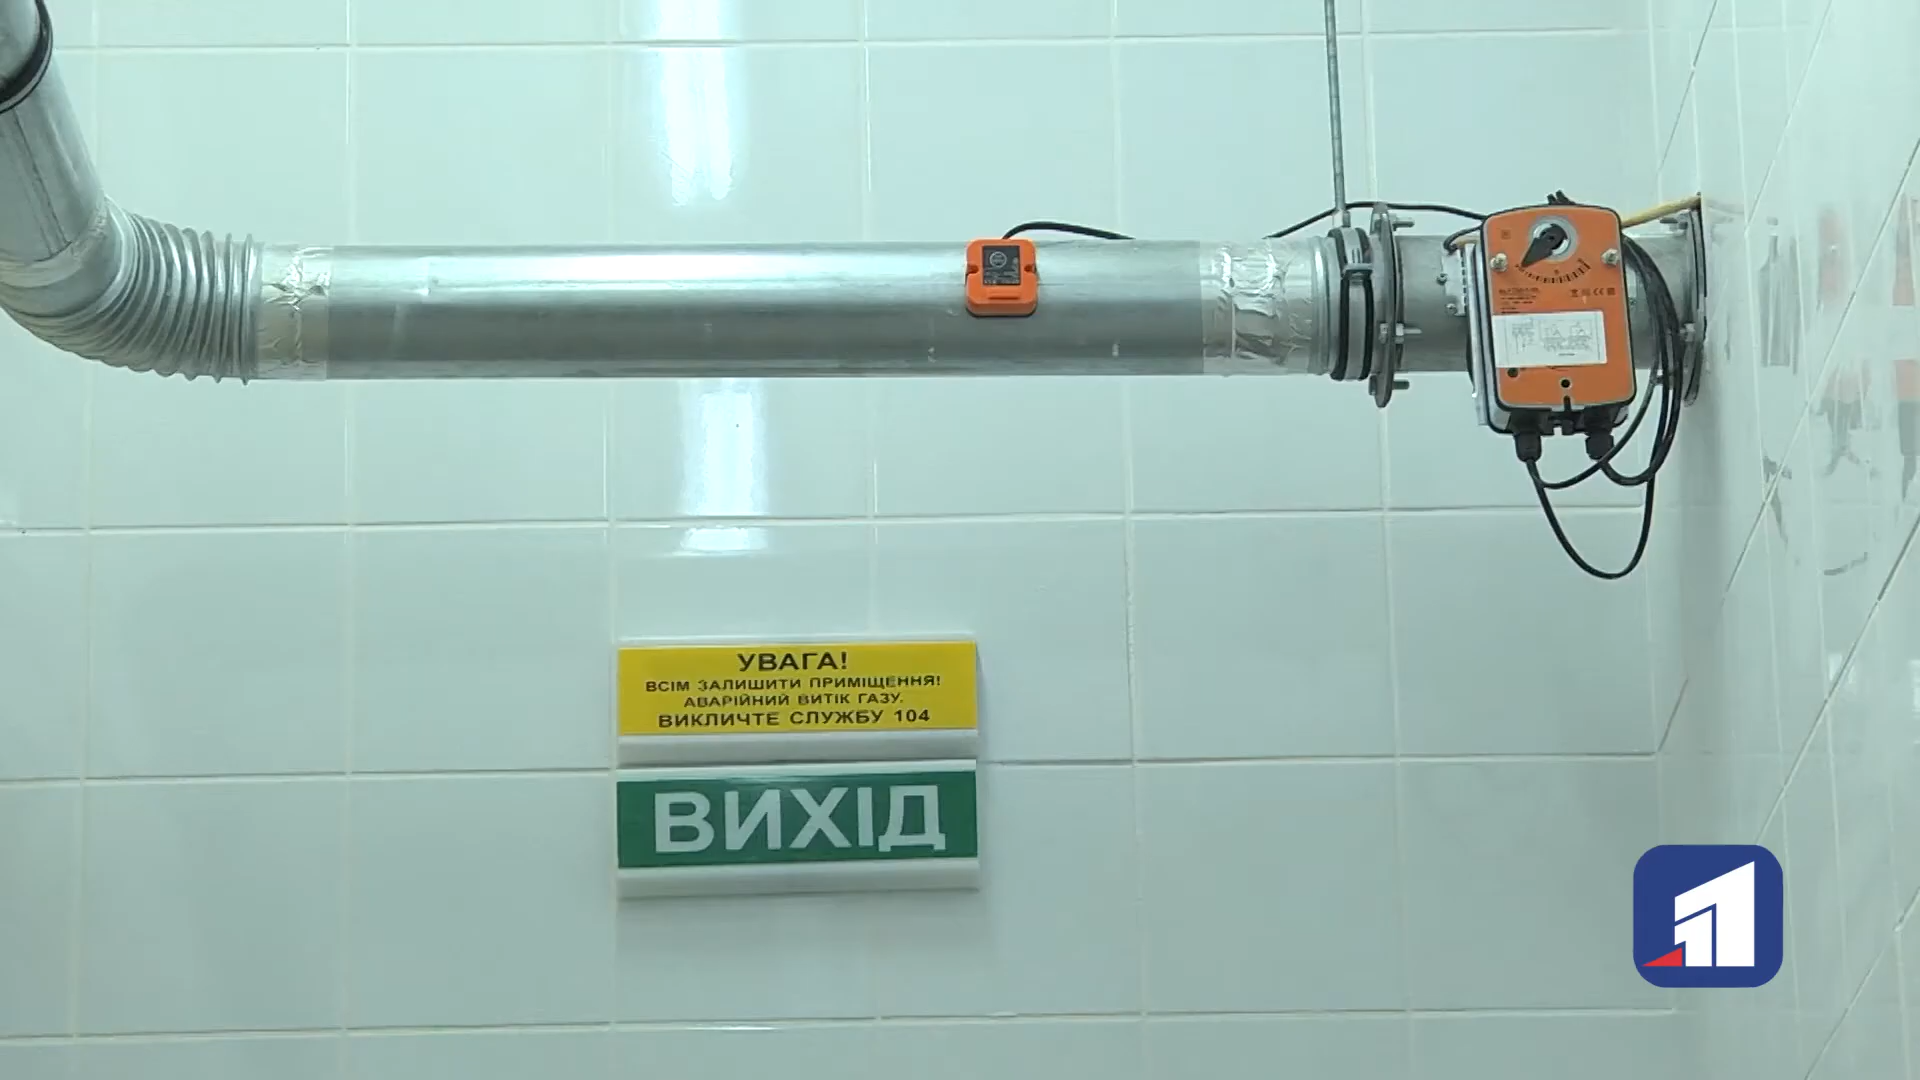 УВАГА!
ВСІМ ЗАЛИШИТИ ПРИМІЩЕННЯ!
АВАРІЙНИЙ ВИТІК ГАЗУ.
ВИКЛИЧТЕ СЛУЖБУ 104
ВИХІД